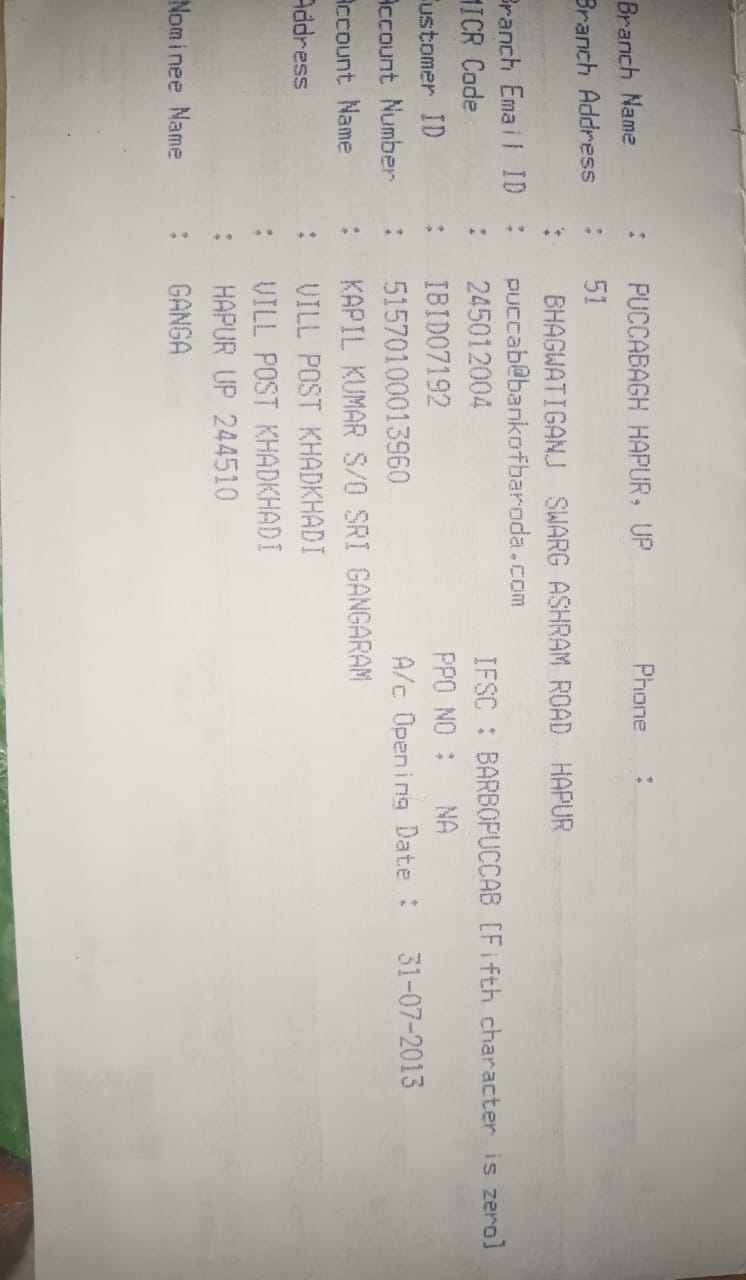 Branch Name : PUCCABAGH HAPUR, UP Phone :
Branch Address : 51
: BHAGWATIGANJ SWARG ASHRAM ROAD HAPUR
Branch Email ID : puccab@bankofbaroda.com
MICR Code : 245012004 IFSC : BARB0PUCCAB [Fifth character is zero]
Customer ID : IBID07192 PPO NO : NA
Account Number : 51570100013960 A/c Opening Date : 31-07-2013
Account Name : KAPIL KUMAR S/O SRI GANGARAM
Address : VILL POST KHADKHADI
: VILL POST KHADKHADI
: HAPUR UP 244510
Nominee Name : GANGA